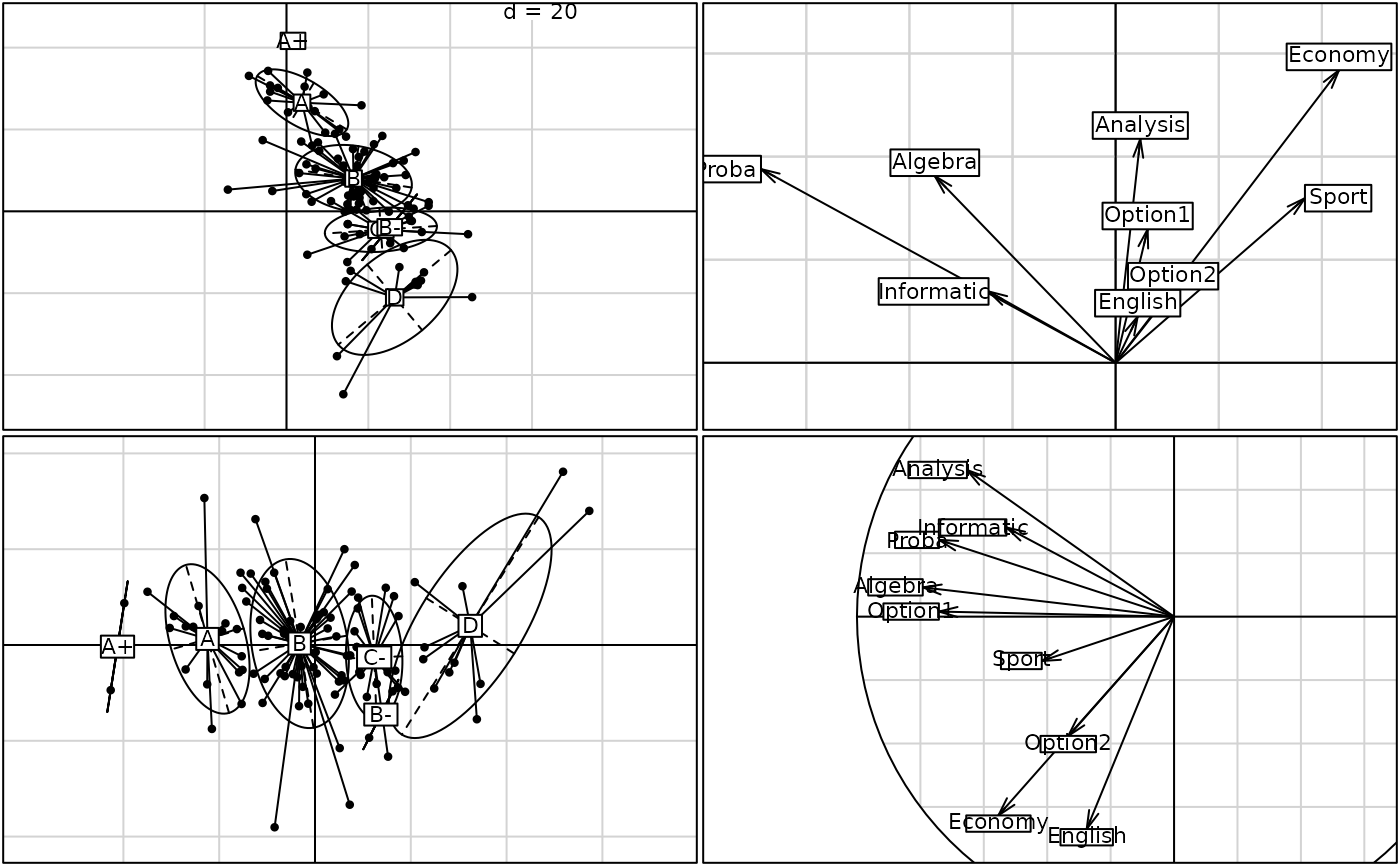 d = 20
A+
A
B
B-
D
Economy
Analysis
Algebra
Proba
Sport
Option1
Option2
Informatic
English
A+
A
B
C-
D
B-
Analysis
Informatic
Proba
Algebra
Option1
Sport
Option2
Economy
English